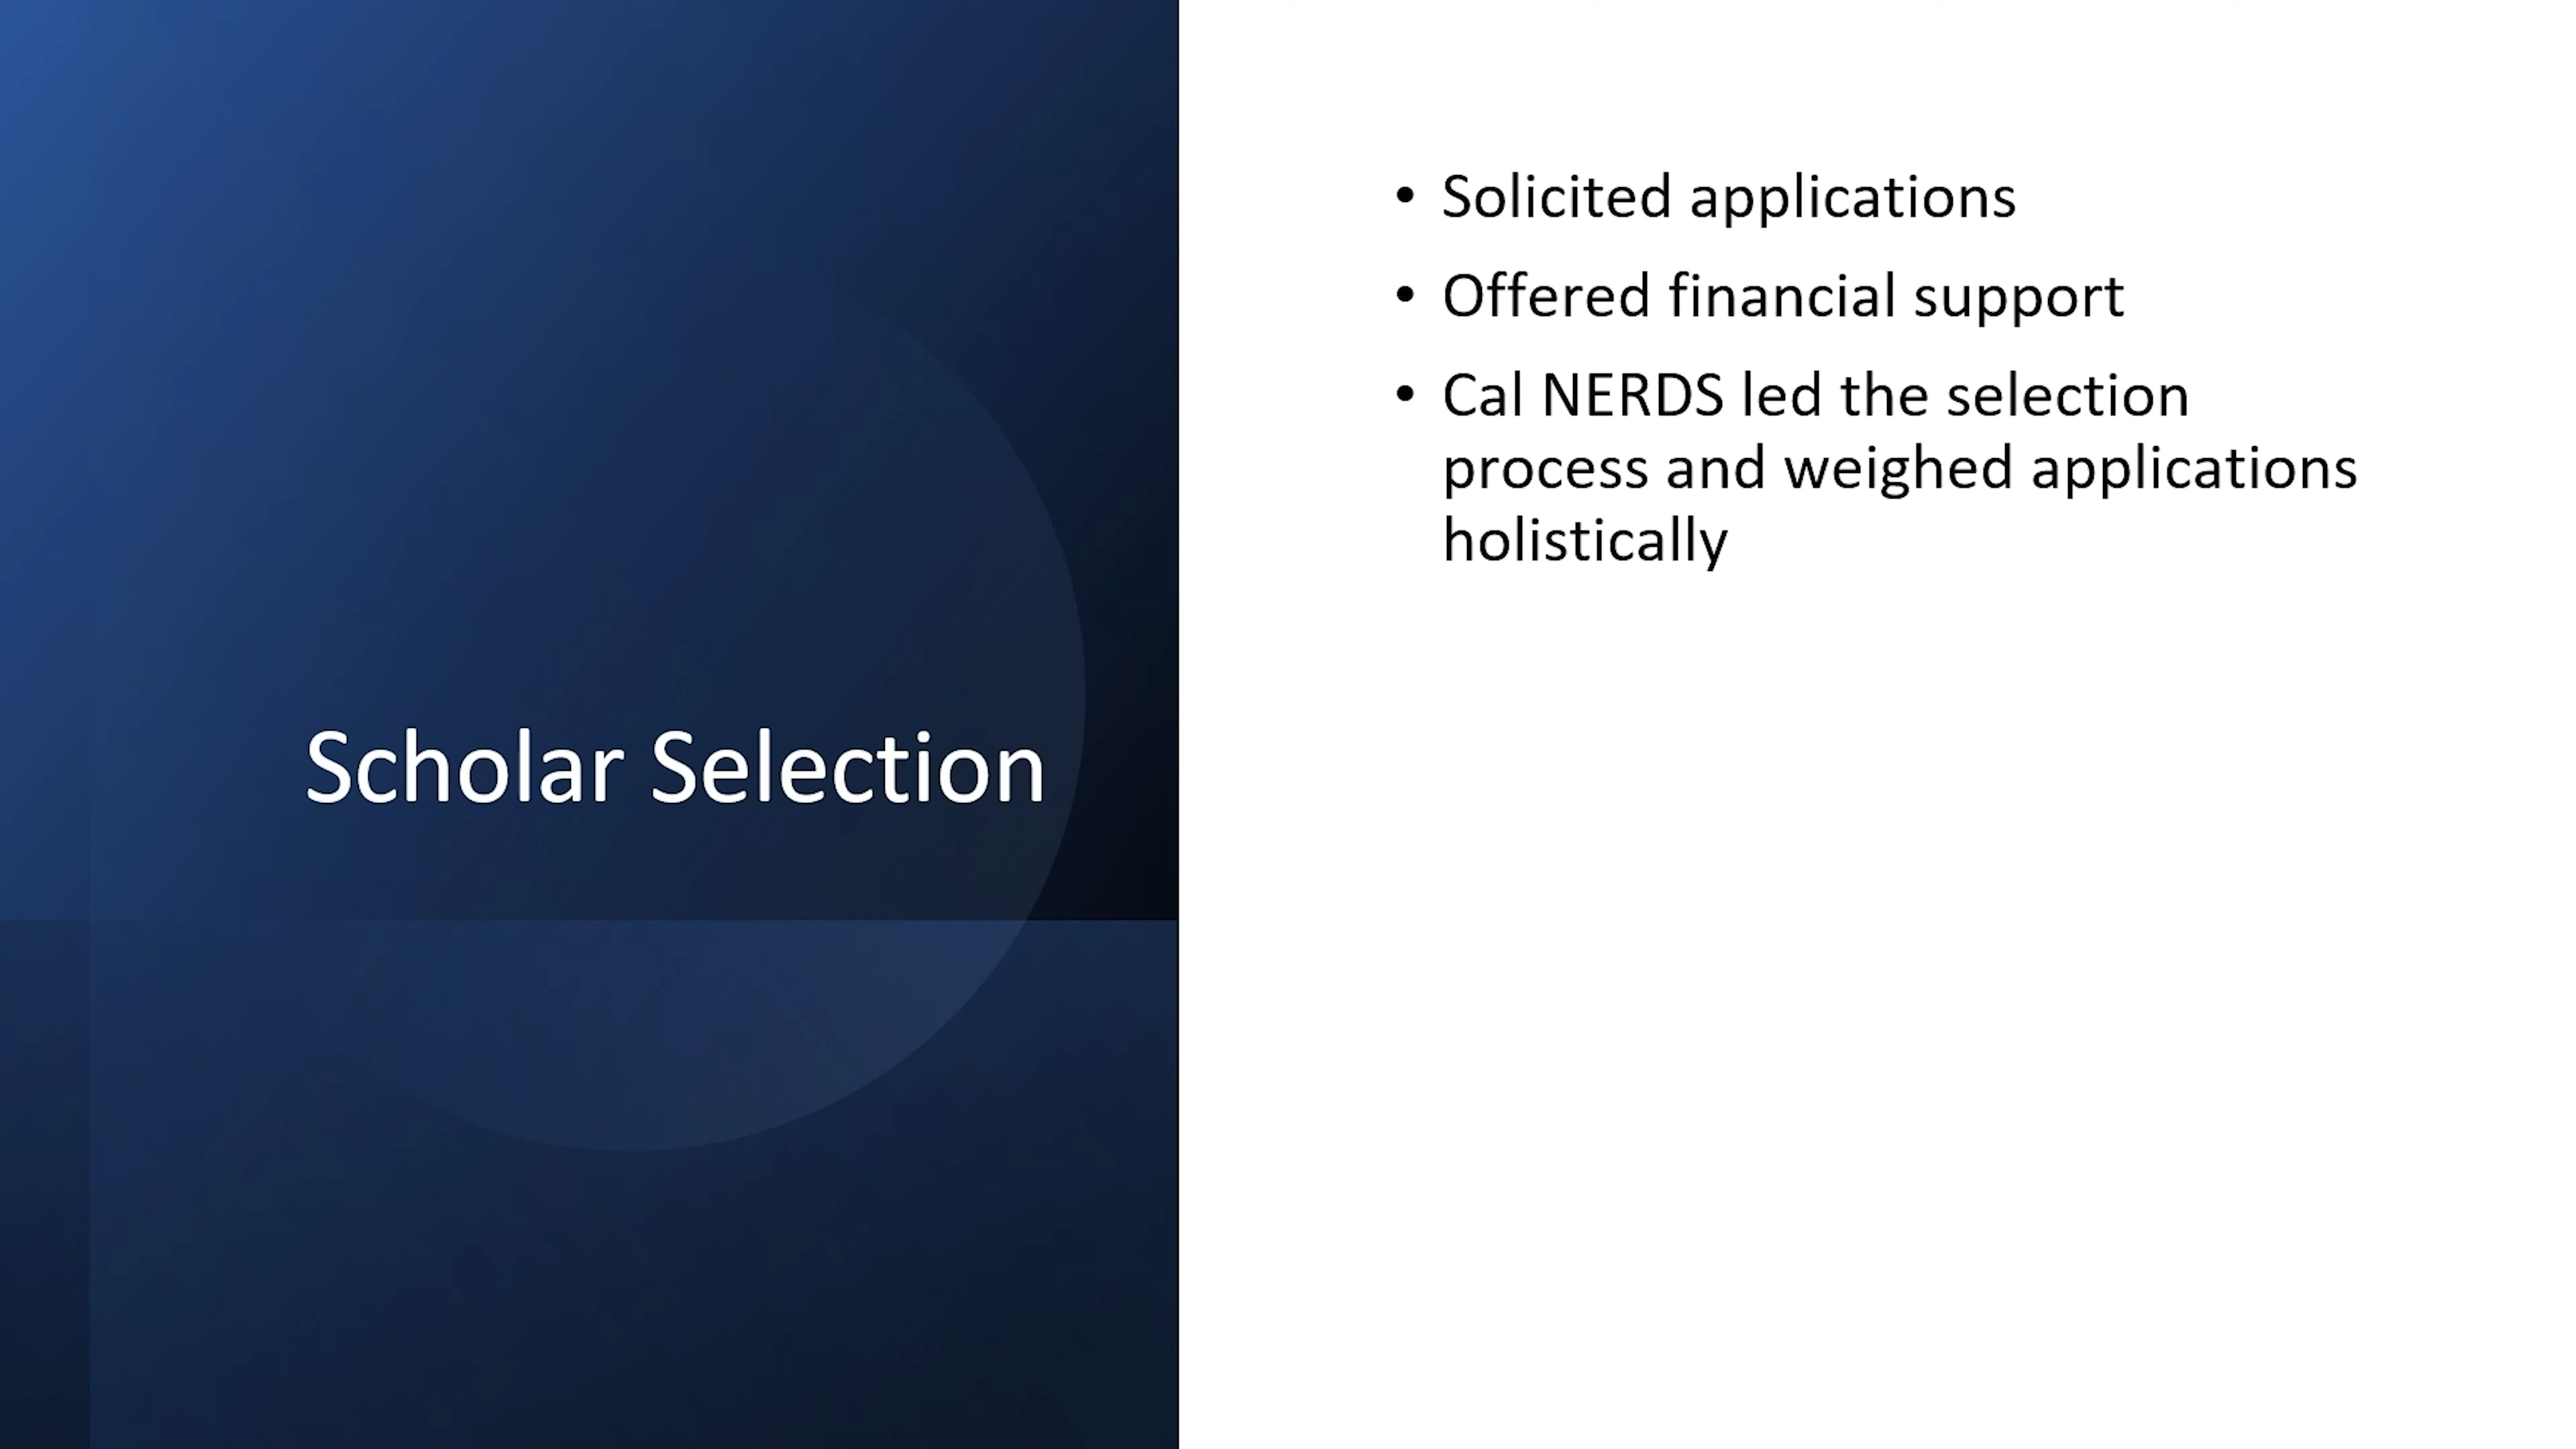 Scholar Selection
• Solicited applications
• Offered financial support
• Cal NERDS led the selection
process and weighed applications
holistically